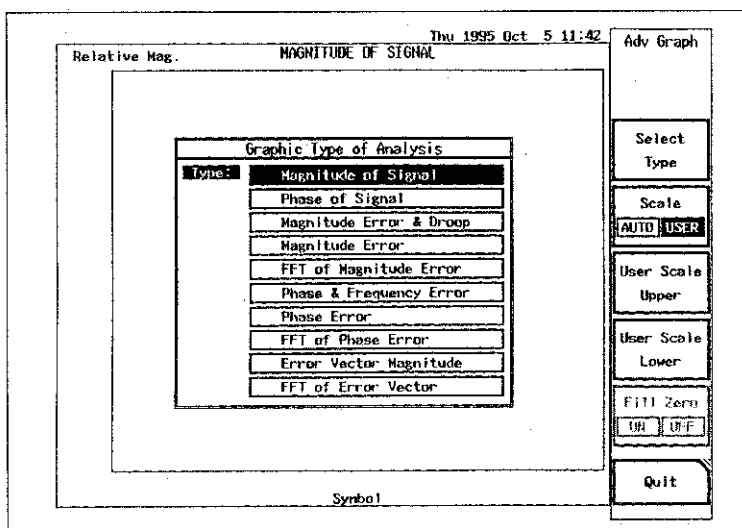 Thu 1995 Oct 5 11:42
Relative Mag.
MAGNITUDE OF SIGNAL
Graphic Type of Analysis
Type:
Magnitude of Signal
Phase of Signal
Magnitude Error & Droop
Magnitude Error
FFT of Magnitude Error
Phase & Frequency Error
Phase Error
FFT of Phase Error
Error Vector Magnitude
FFT of Error Vector
Symbol
Adv Graph
Select
Type
Scale
AUTO USER
User Scale
Upper
User Scale
Lower
Fill Zero
ON OFF
Quit